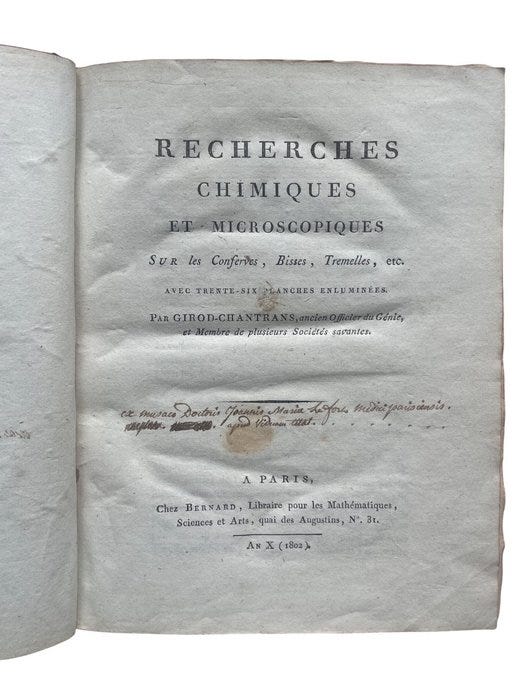 RECHERCHES
CHIMIQUES
ET MICROSCOPIQUES
SUR les Conferves, Bisses, Tremelles, etc.
AVEC TRENTE-SIX PLANCHES ENLUMINÉES.
PAR GIROD-CHANTRANS, ancien Officier du Génie,
et Membre de plusieurs Sociétés savantes.
ex musaeo Doctoris Joannis Mariae medici parisiensis.
apud
A PARIS,
Chez BERNARD, Libraire pour les Mathématiques,
Sciences et Arts, quai des Augustins, N°. 31.
AN X (1802).